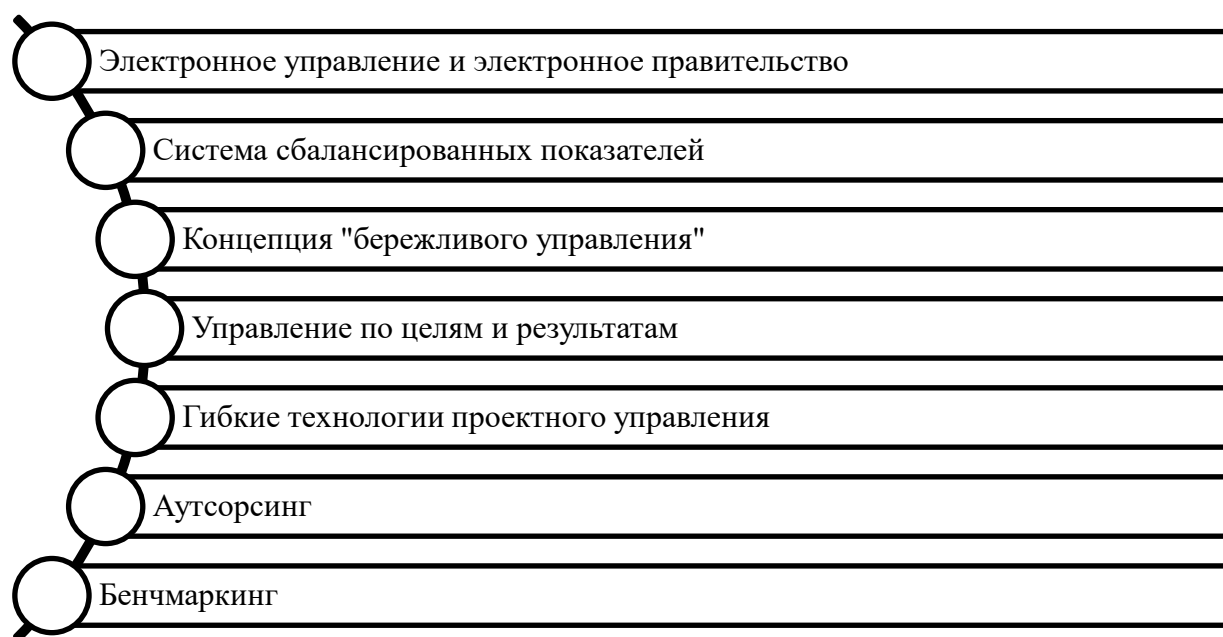 Электронное управление и электронное правительство
Система сбалансированных показателей
Концепция "бережливого управления"
Управление по целям и результатам
Гибкие технологии проектного управления
Аутсорсинг
Бенчмаркинг